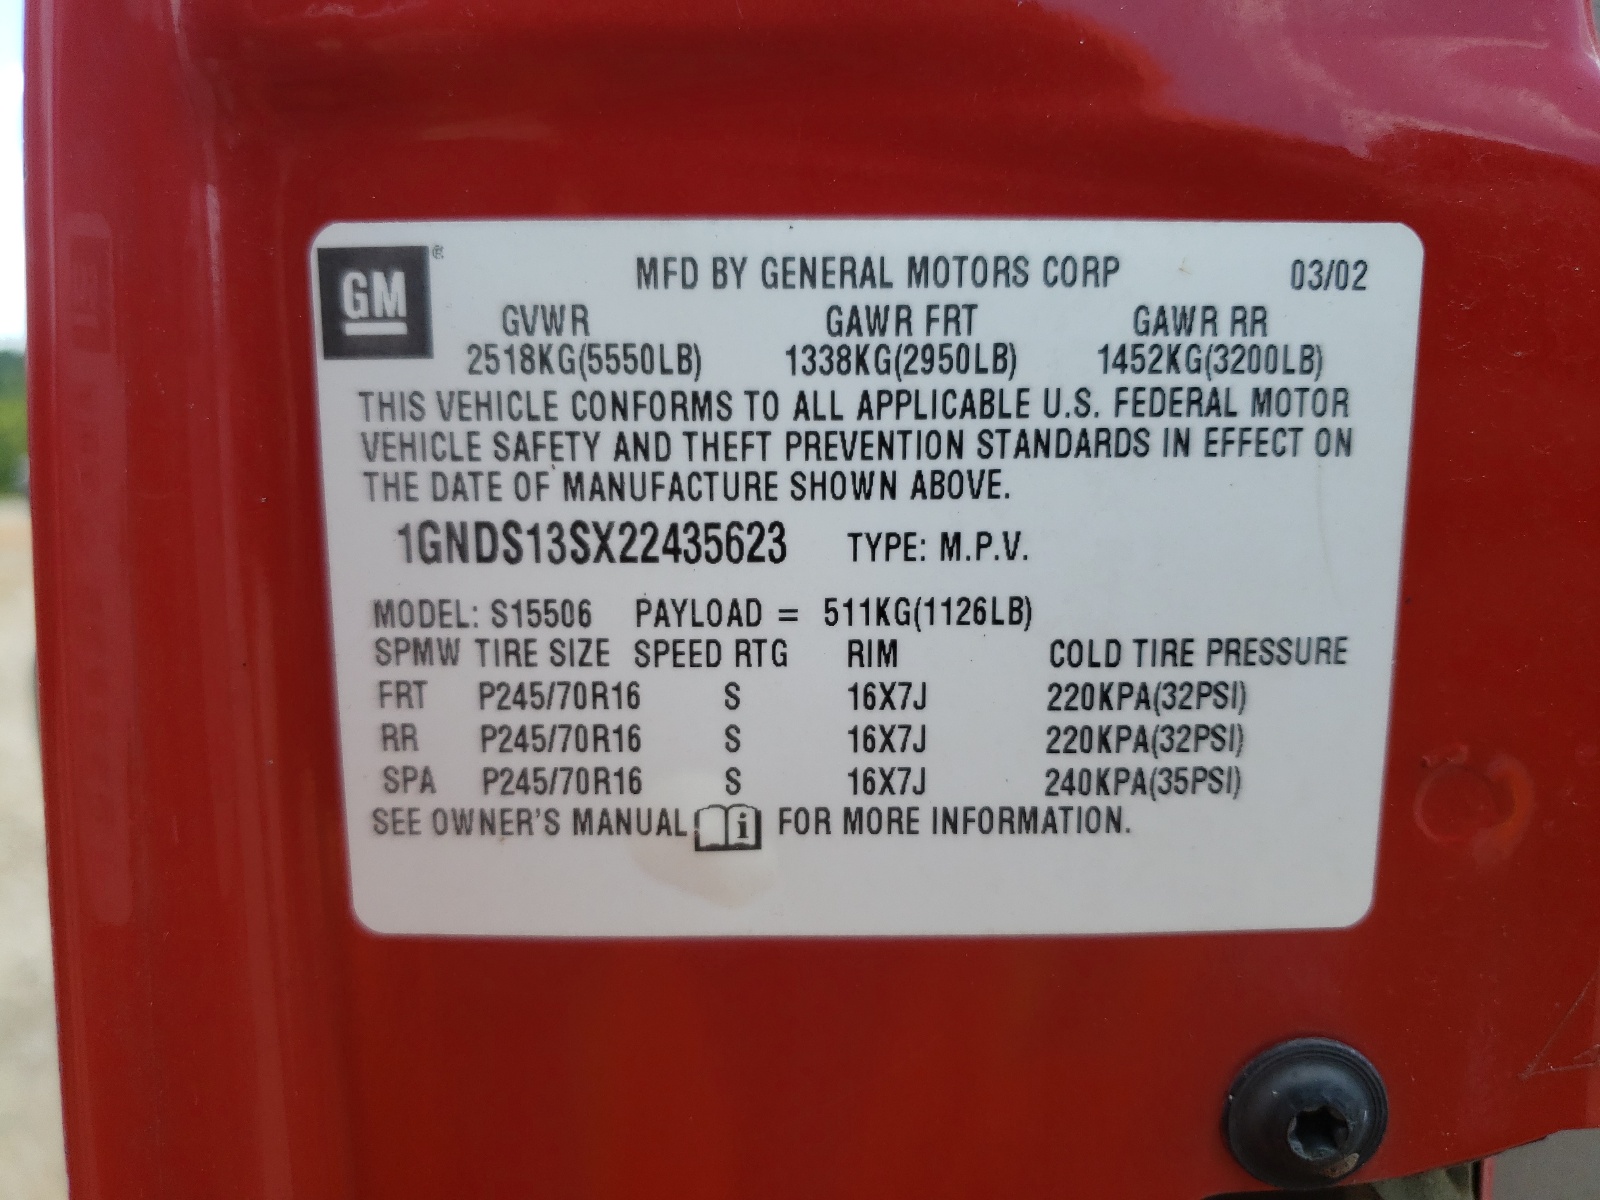 GM®
MFD BY GENERAL MOTORS CORP 03/02
GVWR GAWR FRT GAWR RR
2518KG(5550LB) 1338KG(2950LB) 1452KG(3200LB)
THIS VEHICLE CONFORMS TO ALL APPLICABLE U.S. FEDERAL MOTOR
VEHICLE SAFETY AND THEFT PREVENTION STANDARDS IN EFFECT ON
THE DATE OF MANUFACTURE SHOWN ABOVE.
1GNDS13SX22435623 TYPE: M.P.V.
MODEL: S15506 PAYLOAD = 511KG(1126LB)
SPMW TIRE SIZE SPEED RTG RIM COLD TIRE PRESSURE
FRT P245/70R16 S 16X7J 220KPA(32PSI)
RR P245/70R16 S 16X7J 220KPA(32PSI)
SPA P245/70R16 S 16X7J 240KPA(35PSI)
SEE OWNER'S MANUAL i FOR MORE INFORMATION.